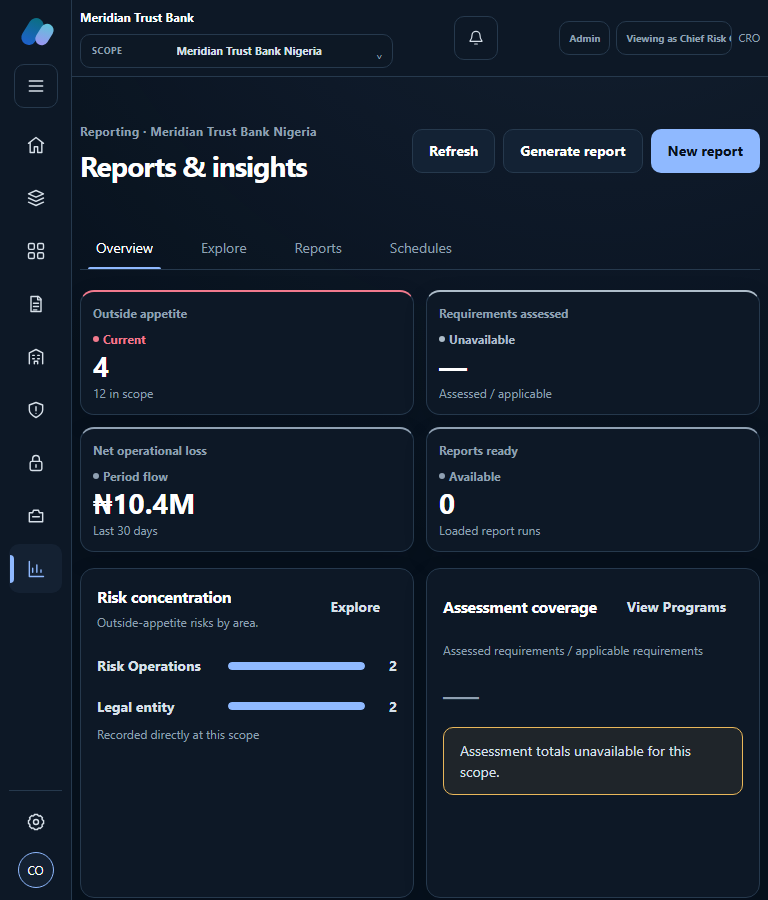 Meridian Trust Bank
SCOPE
Meridian Trust Bank Nigeria
Admin
Viewing as Chief Risk
CRO
Reporting · Meridian Trust Bank Nigeria
Reports & insights
Refresh
Generate report
New report
Overview
Explore
Reports
Schedules
Outside appetite
Current
4
12 in scope
Requirements assessed
Unavailable
—
Assessed / applicable
Net operational loss
Period flow
₦10.4M
Last 30 days
Reports ready
Available
0
Loaded report runs
Risk concentration
Outside-appetite risks by area.
Explore
Risk Operations
2
Legal entity
2
Recorded directly at this scope
Assessment coverage
View Programs
Assessed requirements / applicable requirements
—
Assessment totals unavailable for this
scope.
CO